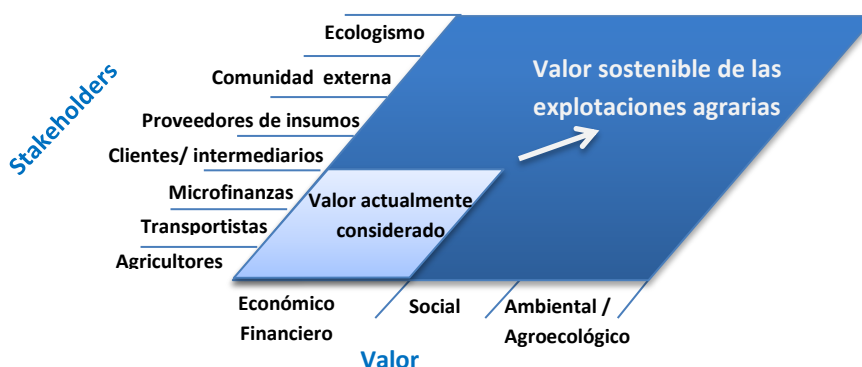 Stakeholders
Ecologismo
Comunidad externa
Proveedores de insumos
Clientes/ intermediarios
Microfinanzas
Transportistas
Agricultores
Valor sostenible de las
explotaciones agrarias
Valor actualmente
considerado
Económico
Financiero
Social
Ambiental /
Agroecológico
Valor